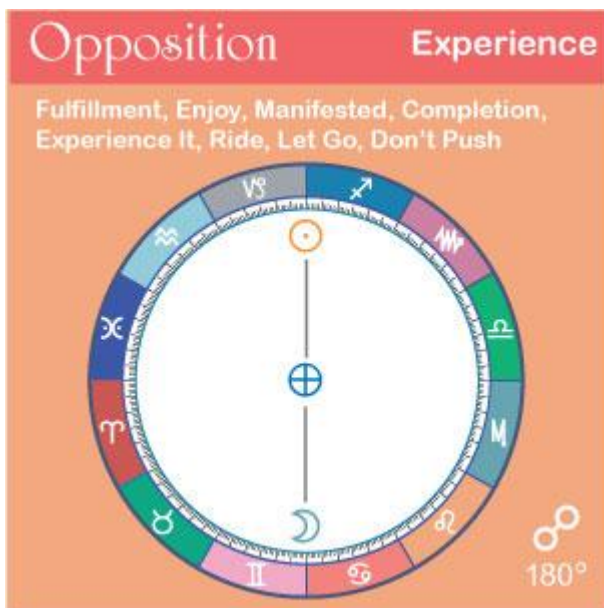 Opposition Experience
Fulfillment, Enjoy, Manifested, Completion,
Experience It, Ride, Let Go, Don't Push
180°